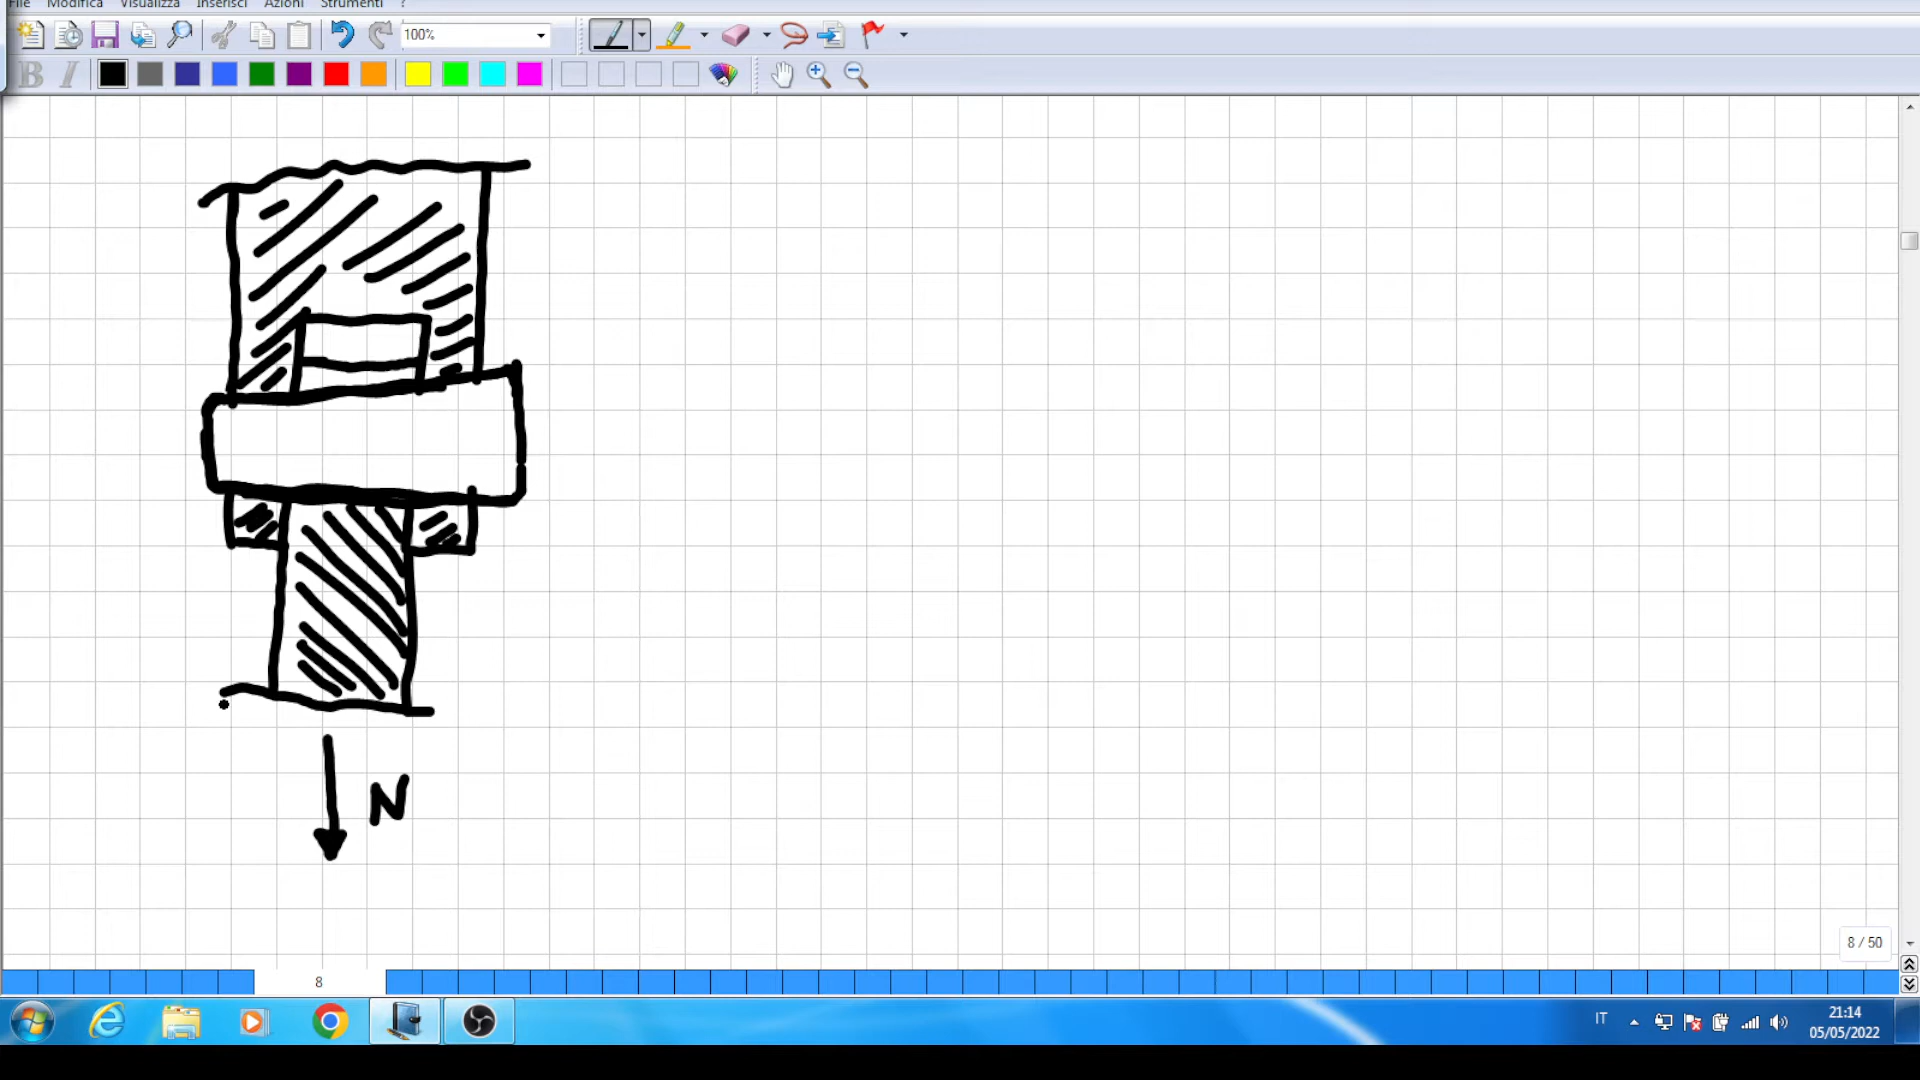 File Modifica Visualizza Inserisci Azioni Strumenti ?
100%
B I
N
8 / 50
8
IT
21:14
05/05/2022